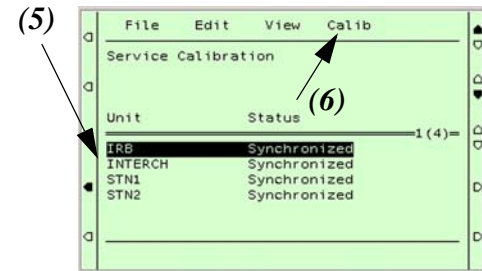 (5)
File Edit View Calib
Service Calibration
(6)
Unit Status
1(4)
IRB Synchronized
INTERCH Synchronized
STN1 Synchronized
STN2 Synchronized